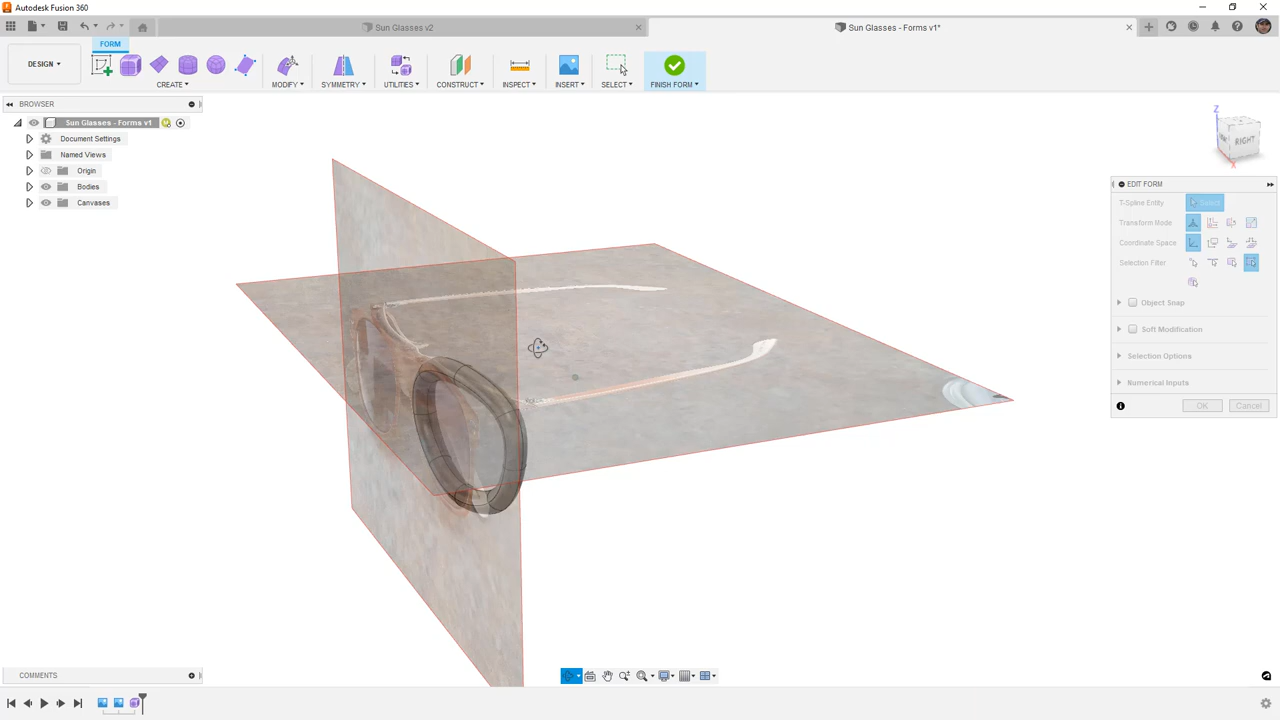 Autodesk Fusion 360
Sun Glasses v2
Sun Glasses - Forms v1*
FORM
DESIGN
CREATE
MODIFY
SYMMETRY
UTILITIES
CONSTRUCT
INSPECT
INSERT
SELECT
FINISH FORM
BROWSER
Sun Glasses - Forms v1
Document Settings
Named Views
Origin
Bodies
Canvases
Z
RIGHT
X
EDIT FORM
T-Spline Entity
Select
Transform Mode
Coordinate Space
Selection Filter
Object Snap
Soft Modification
Selection Options
Numerical Inputs
OK
Cancel
COMMENTS